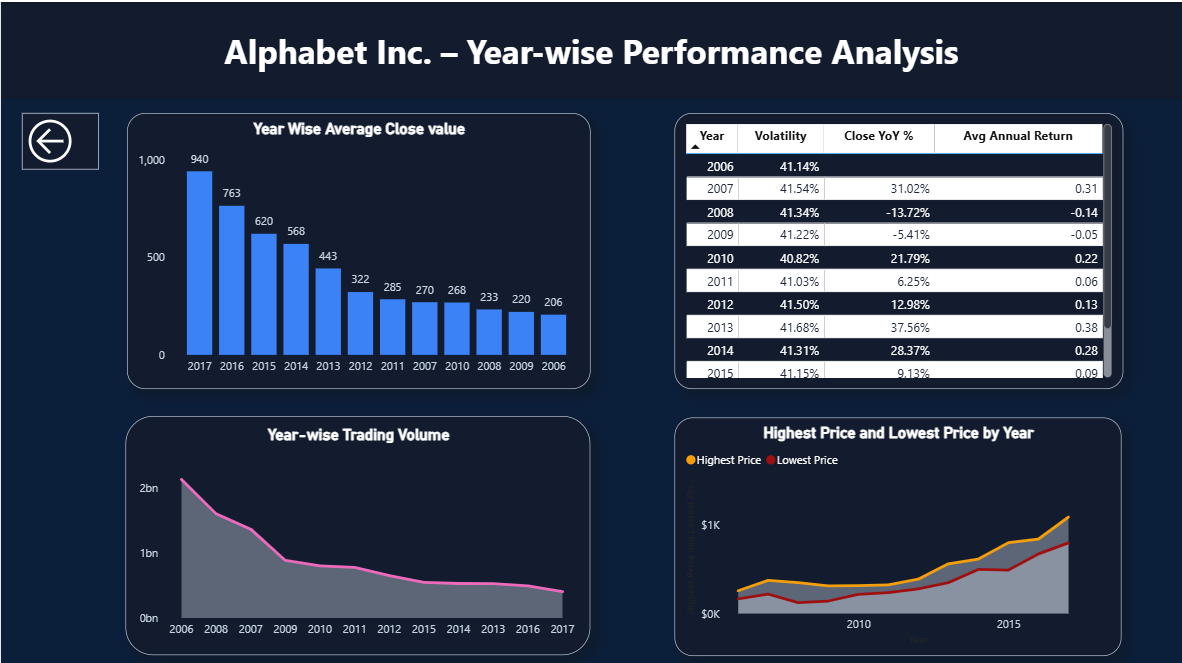 Alphabet Inc. – Year-wise Performance Analysis
Year Wise Average Close value
1,000
500
0
940
763
620
568
443
322
285
270
268
233
220
206
2017 2016 2015 2014 2013 2012 2011 2007 2010 2008 2009 2006
Year Volatility Close YoY % Avg Annual Return
2006 41.14%
2007 41.54% 31.02% 0.31
2008 41.34% -13.72% -0.14
2009 41.22% -5.41% -0.05
2010 40.82% 21.79% 0.22
2011 41.03% 6.25% 0.06
2012 41.50% 12.98% 0.13
2013 41.68% 37.56% 0.38
2014 41.31% 28.37% 0.28
2015 41.15% 9.13% 0.09
Year-wise Trading Volume
2bn
1bn
0bn
2006 2008 2007 2009 2010 2011 2012 2015 2014 2013 2016 2017
Highest Price and Lowest Price by Year
Highest Price Lowest Price
$1K
$0K
2010 2015
Year